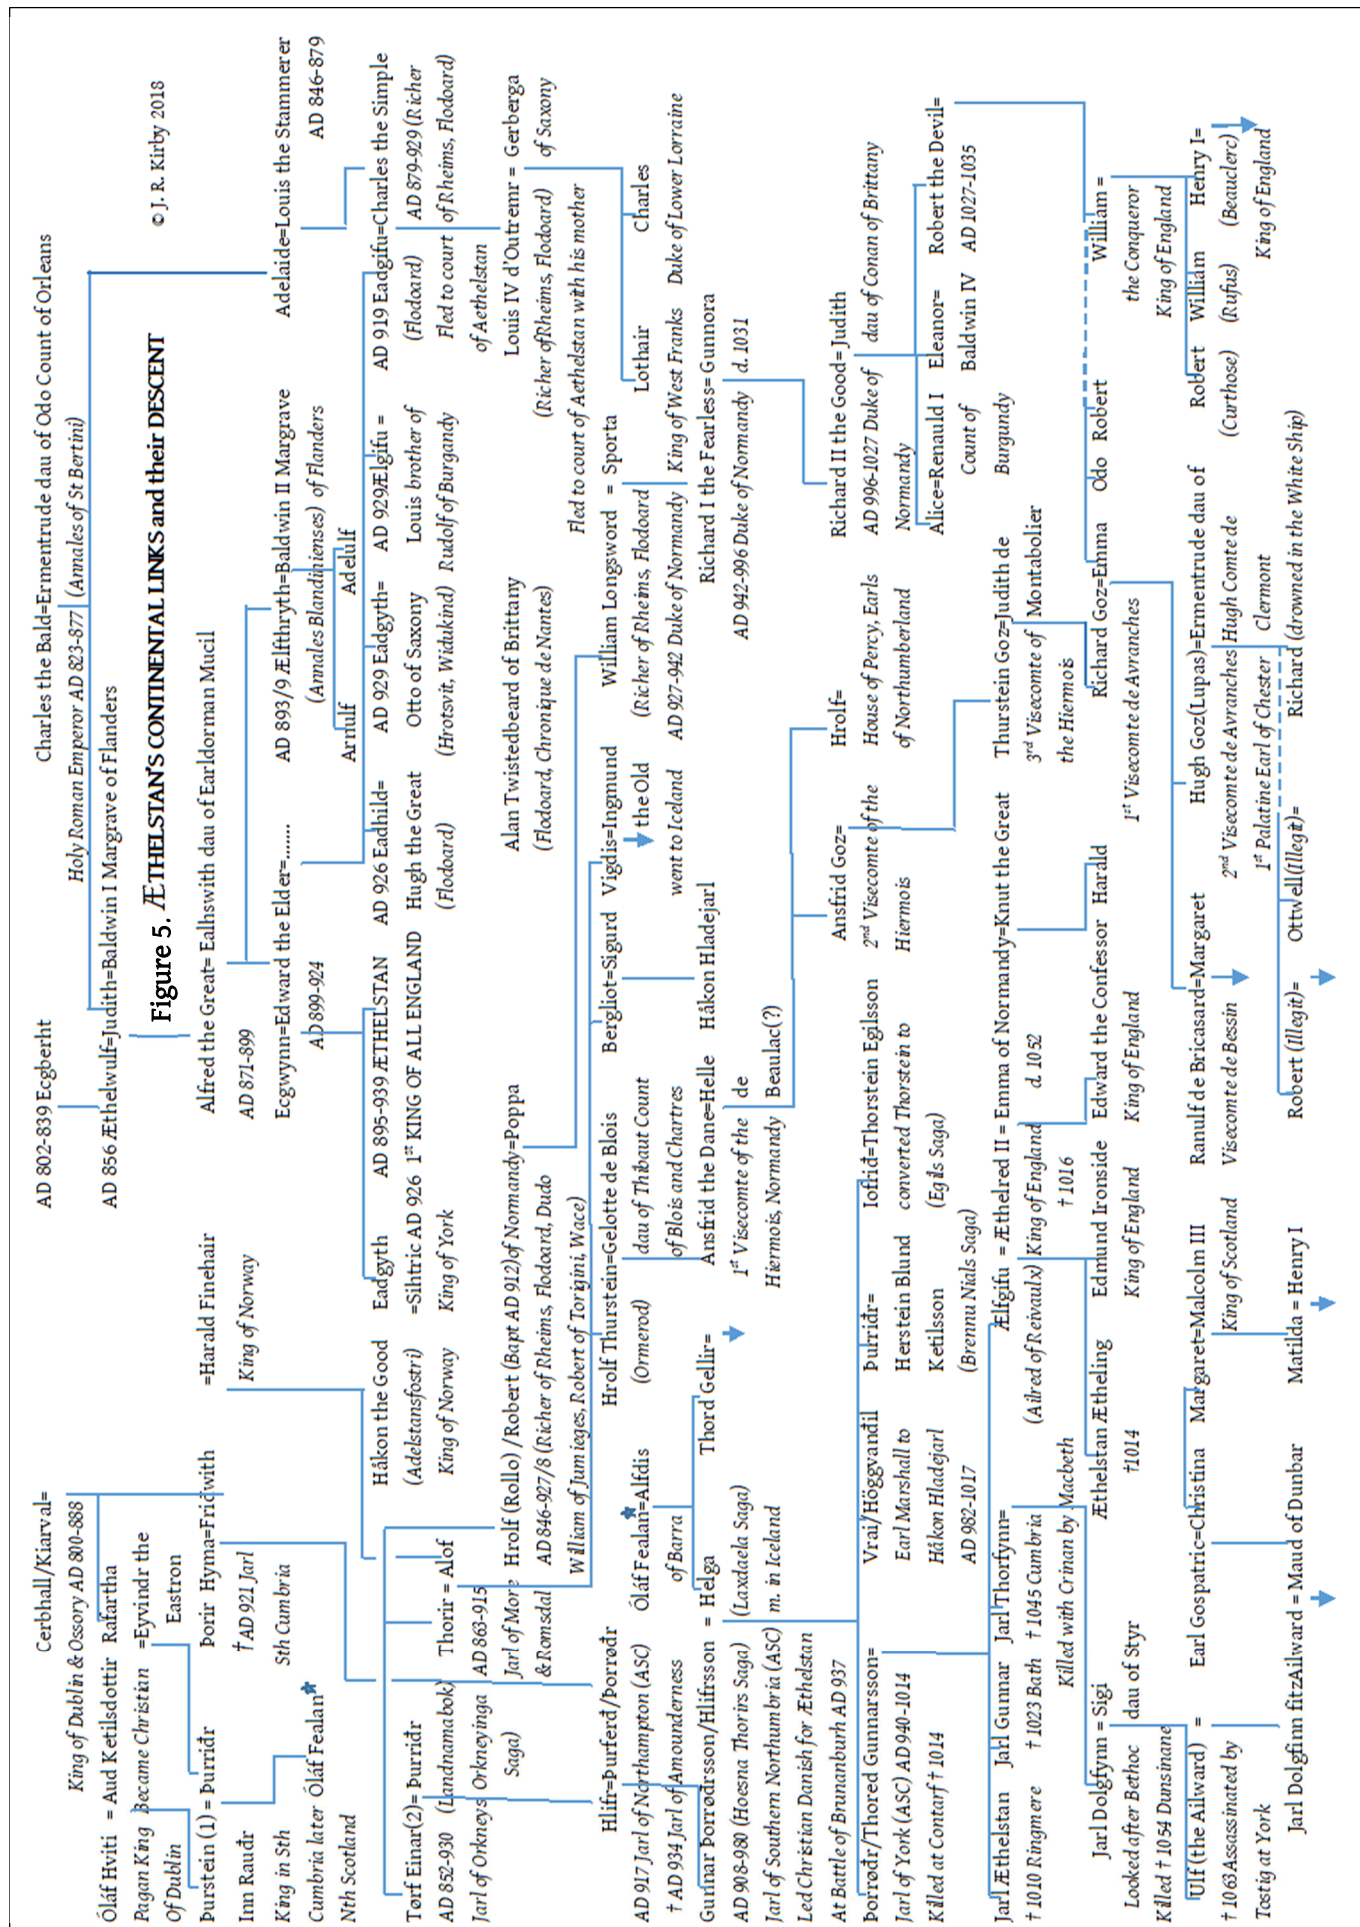 Cerbhall/Kiarval=
King of Dublin & Ossory AD 800-888
AD 802-839 Ecgberht
Charles the Bald=Ermentrude dau of Odo Count of Orleans
Holy Roman Emperor AD 823-877 (Annales of St Bertini)
© J. R. Kirby 2018
Óláf Hviti = Aud Ketilsdottir Rafartha
Pagan King Became Christian =Eyvindr the
Of Dublin
Eastron
AD 856 Æthelwulf=Judith=Baldwin I Margrave of Flanders
Figure 5. ÆTHELSTAN'S CONTINENTAL LINKS and their DESCENT
Þurstein (1) = Þurriđr
Þorir Hyma=Friđwith
=Harald Finehair
Alfred the Great= Ealhswith dau of Earldorman Mucil
Inn Rauđr
† AD 921 Jarl
King of Norway
AD 871-899
King in Sth
Sth Cumbria
Ecgwynn=Edward the Elder=.......
AD 893/9 Ælfthryth=Baldwin II Margrave
Adelaide=Louis the Stammerer
Cumbria later Óláf Fealan*
AD 899-924
(Annales Blandinienses) of Flanders
AD 846-879
Nth Scotland
Arnulf
Adelulf
Håkon the Good
Eadgyth
AD 895-939 ÆTHELSTAN
AD 926 Eadhild=
AD 929 Eadgyth=
AD 929Ælgifu =
AD 919 Eadgifu=Charles the Simple
Tørf Einar(2)= Þurriđr
Thorir = Alof
(Adelstansfostri)
=Sihtric AD 926 1st KING OF ALL ENGLAND
Hugh the Great
Otto of Saxony
Louis brother of
(Flodoard)
AD 879-929 (Richer
AD 852-930 (Landnamabok)
AD 863-915
King of Norway
King of York
(Flodoard)
(Hrotsvit, Widukind)
Rudolf of Burgandy
Fled to court
of Rheims, Flodoard)
Jarl of Orkneys Orkneyinga
Saga)
Jarl of More
of Aethelstan
& Romsdal
Hrolf (Rollo) /Robert (Bapt AD 912)of Normandy=Poppa
Alan Twistedbeard of Brittany
Louis IV d'Outremr = Gerberga
AD 846-927/8 (Richer of Rheims, Flodoard, Dudo
(Flodoard, Chronique de Nantes)
(Richer of Rheims, Flodoard)
of Saxony
William of Jumieges, Robert of Torigini, Wace)
Fled to court of Aethelstan with his mother
Hlifr=Þurferd/Þorrøđr
Óláf Fealan*=Alfdis
Hrolf Thurstein=Gelotte de Blois
Bergliot=Sigurd
Vigdis=Ingmund
William Longsword = Sporta
Lothair
Charles
AD 917 Jarl of Northampton (ASC)
of Barra
(Ormerod)
dau of Thibaut Count
the Old
(Richer of Rheims, Flodoard
† AD 934 Jarl of Amounderness
of Blois and Chartres
went to Iceland
AD 927-942 Duke of Normandy
King of West Franks
Duke of Lower Lorraine
Gunnar Þorrøđrsson/Hlifrsson = Helga
Thord Gellir=
Ansfrid the Dane=Helle
Håkon Hladejarl
Richard I the Fearless= Gunnora
AD 908-980 (Hoesna Thorirs Saga)
(Laxdaela Saga)
1st Visecomte of the
de
AD 942-996 Duke of Normandy
d. 1031
Jarl of Southern Northumbria (ASC)
m. in Iceland
Hiermois, Normandy
Beaulac(?)
Led Christian Danish for Æthelstan
At Battle of Brunanburh AD 937
Þorrøđr/Thored Gunnarsson=
Vrai/Höggvanđil
Þurriđr=
Iofrid=Thorstein Egilsson
Ansfrid Goz=
Hrolf=
Richard II the Good=Judith
Jarl of York (ASC) AD 940-1014
Earl Marshall to
Herstein Blund
converted Thorstein to
2nd Visecomte of the
House of Percy, Earls
AD 996-1027 Duke of
dau of Conan of Brittany
Killed at Contarf † 1014
Håkon Hladejarl
Ketilsson
(Egils Saga)
Hiermois
of Northumberland
Normandy
AD 982-1017
(Brennu Nials Saga)
Alice=Renauld I
Eleanor=
Robert the Devil=
Count of
Baldwin IV
AD 1027-1035
Burgundy
Jarl Æthelstan
Jarl Gunnar
Jarl Thorfynn=
Ælfgifu = Æthelred II = Emma of Normandy=Knut the Great
Thurstein Goz=Judith de
† 1010 Ringmere
† 1023 Bath
† 1045 Cumbria
(Ailred of Reivaulx)
King of England
d. 1052
3rd Visecomte of
Montabolier
Killed with Crinan by Macbeth
† 1016
the Hiermois
Jarl Dolgfynn = Sigi
Æthelstan Ætheling
Edmund Ironside
Edward the Confessor
Harald
Richard Goz=Emma
Odo
Robert
William =
Looked after Bethoc
dau of Styr
†1014
King of England
King of England
1st Visecomte de Avranches
the Conqueror
Killed † 1054 Dunsinane
King of England
Ulf (the Ailward) =
Earl Gospatric=Christina
Margaret=Malcolm III
Ranulf de Bricasard=Margaret
Hugh Goz(Lupas)=Ermentrude dau of
Robert
William
Henry I=
† 1063 Assassinated by
King of Scotland
Visecomte de Bessin
2nd Visecomte de Avranches
Hugh Comte de
(Curthose)
(Rufus)
(Beauclerc)
Tostig at York
1st Palatine Earl of Chester
Clermont
King of England
Jarl Dolgfinn fitzAilward = Maud of Dunbar
Matilda = Henry I
Robert (Illegit)=
Ottwell(Illegit)=
Richard (drowned in the White Ship)